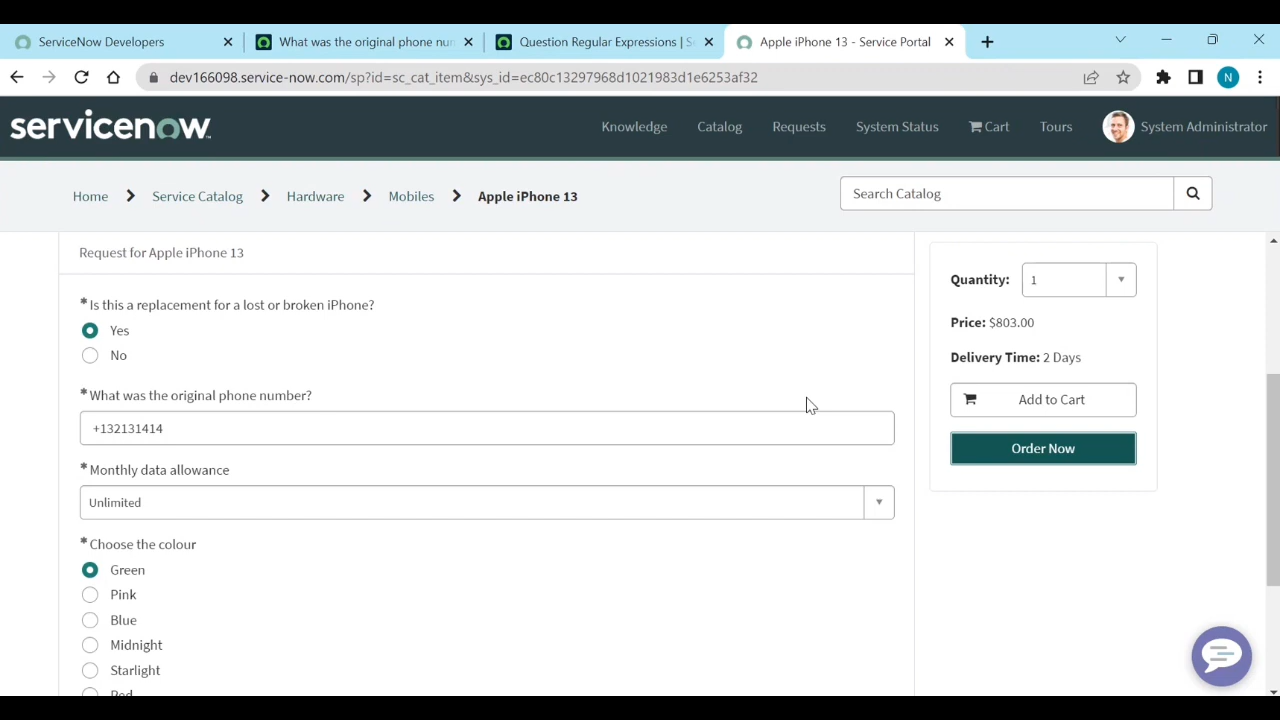 ServiceNow Developers
What was the original phone nu
Question Regular Expressions | S
Apple iPhone 13 - Service Portal
dev166098.service-now.com/sp?id=sc_cat_item&sys_id=ec80c13297968d1021983d1e6253af32
N
servicenow
Knowledge
Catalog
Requests
System Status
Cart
Tours
System Administrator
Home
Service Catalog
Hardware
Mobiles
Apple iPhone 13
Search Catalog
Request for Apple iPhone 13
* Is this a replacement for a lost or broken iPhone?
Yes
No
* What was the original phone number?
+132131414
* Monthly data allowance
Unlimited
* Choose the colour
Green
Pink
Blue
Midnight
Starlight
Red
Quantity: 1
Price: $803.00
Delivery Time: 2 Days
Add to Cart
Order Now